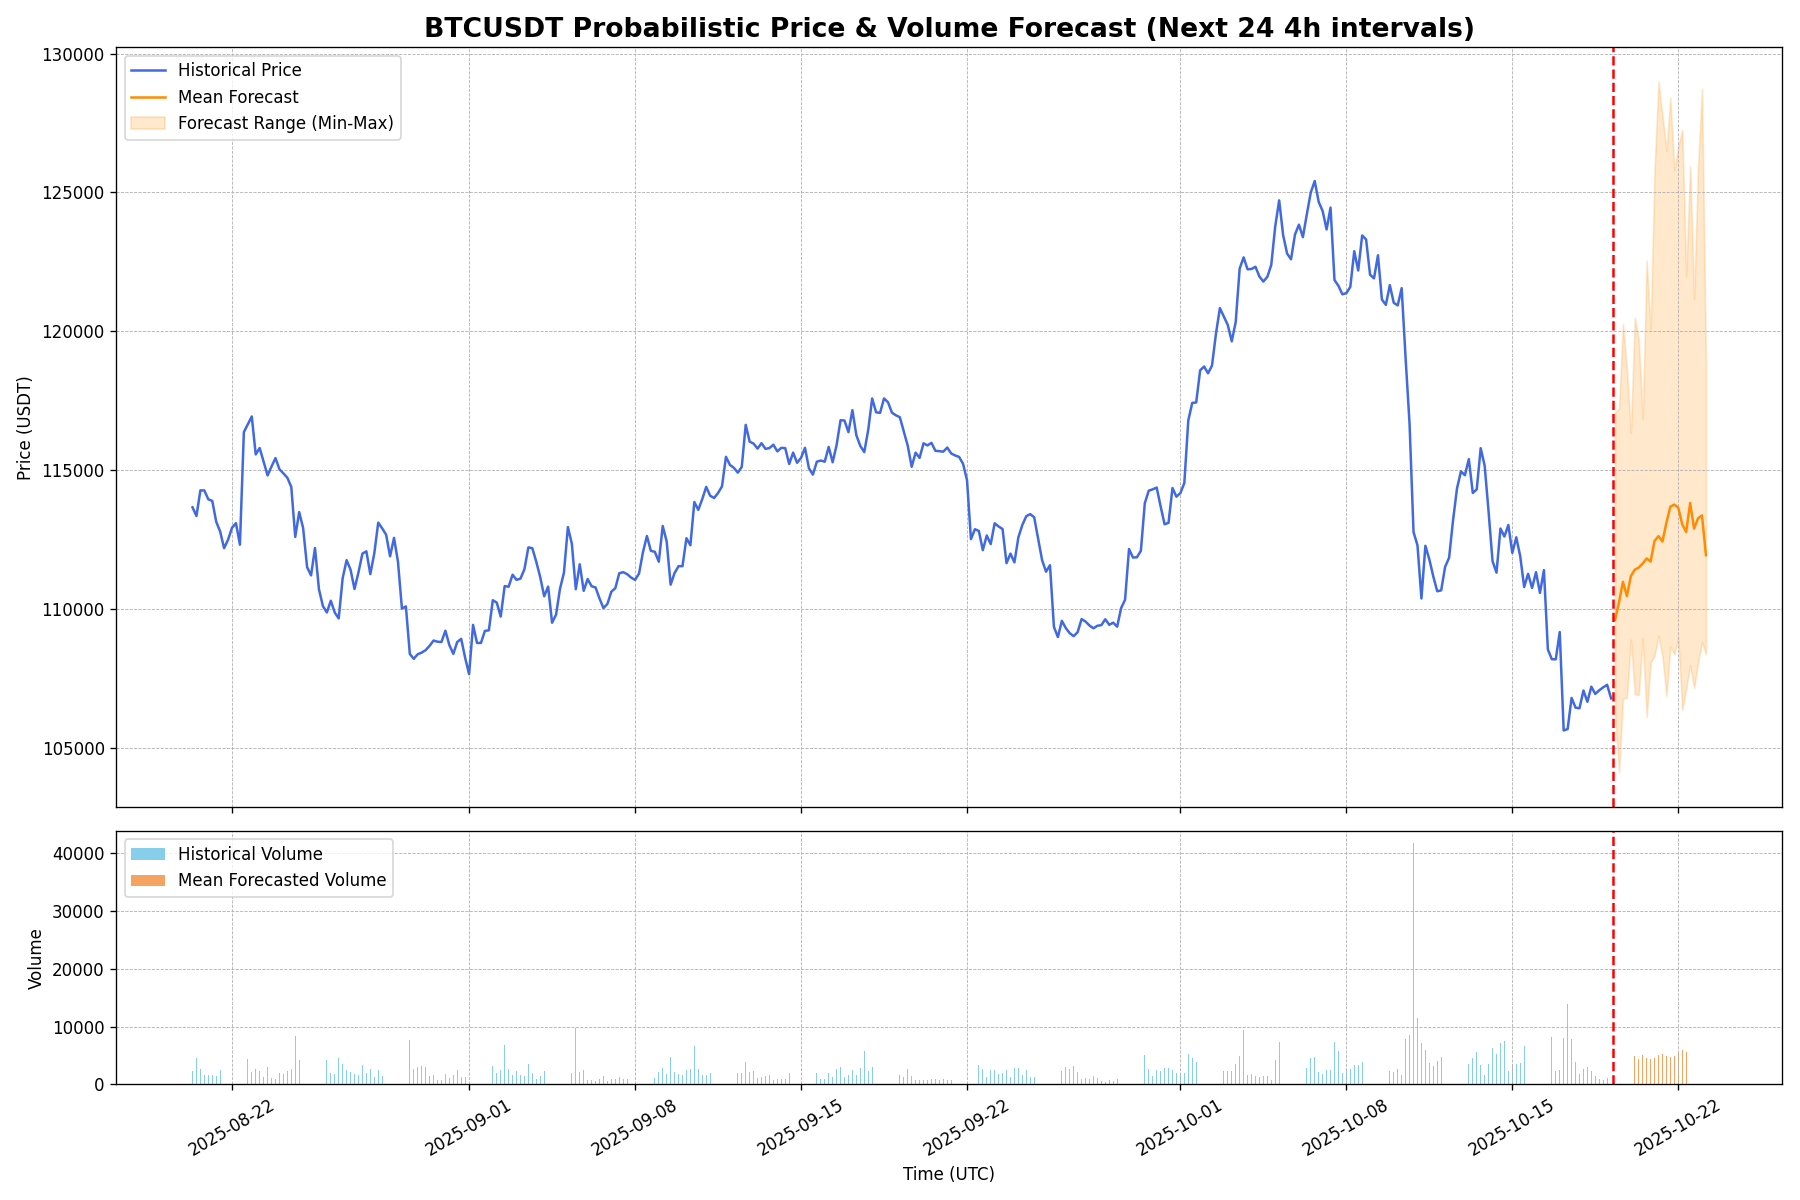 BTCUSDT Probabilistic Price & Volume Forecast (Next 24 4h intervals)
Historical Price
Mean Forecast
Forecast Range (Min-Max)
130000
125000
120000
115000
110000
105000
Price (USDT)
Historical Volume
Mean Forecasted Volume
40000
30000
20000
10000
0
Volume
2025-08-22
2025-09-01
2025-09-08
2025-09-15
2025-09-22
2025-10-01
2025-10-08
2025-10-15
2025-10-22
Time (UTC)